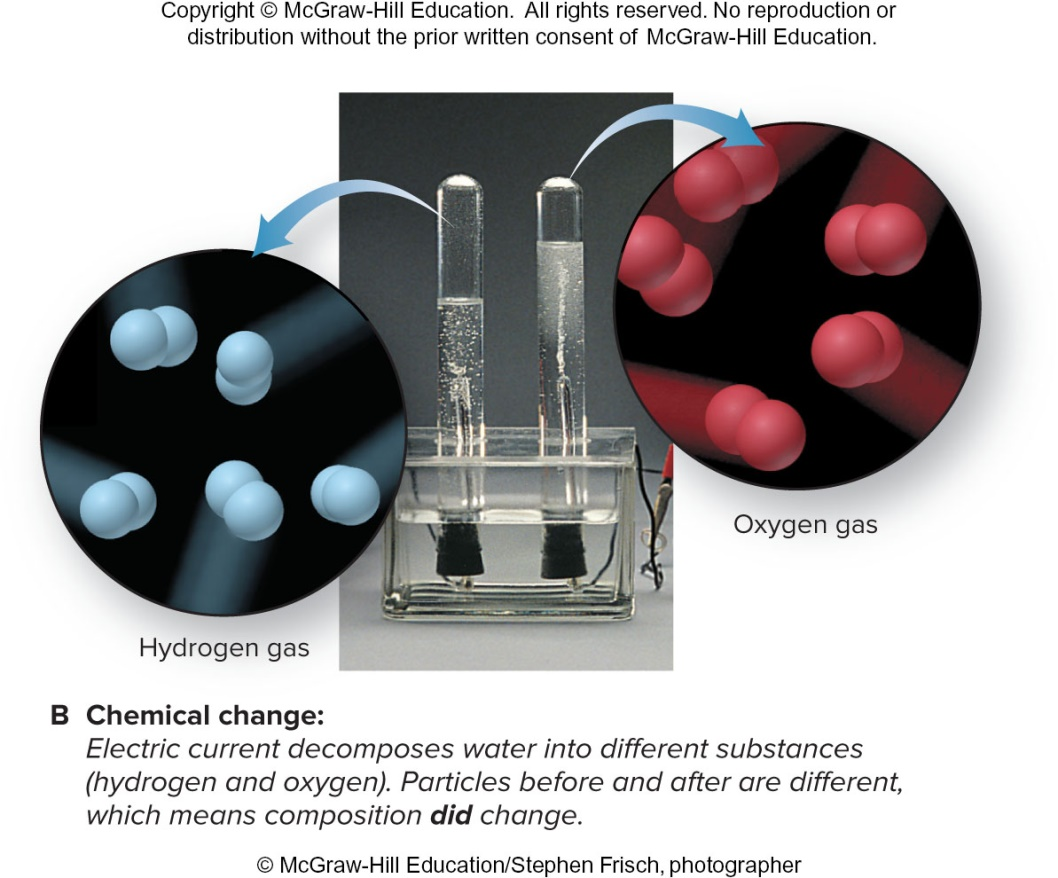 Copyright © McGraw-Hill Education. All rights reserved. No reproduction or
distribution without the prior written consent of McGraw-Hill Education.
Oxygen gas
Hydrogen gas
B Chemical change:
Electric current decomposes water into different substances
(hydrogen and oxygen). Particles before and after are different,
which means composition did change.
© McGraw-Hill Education/Stephen Frisch, photographer